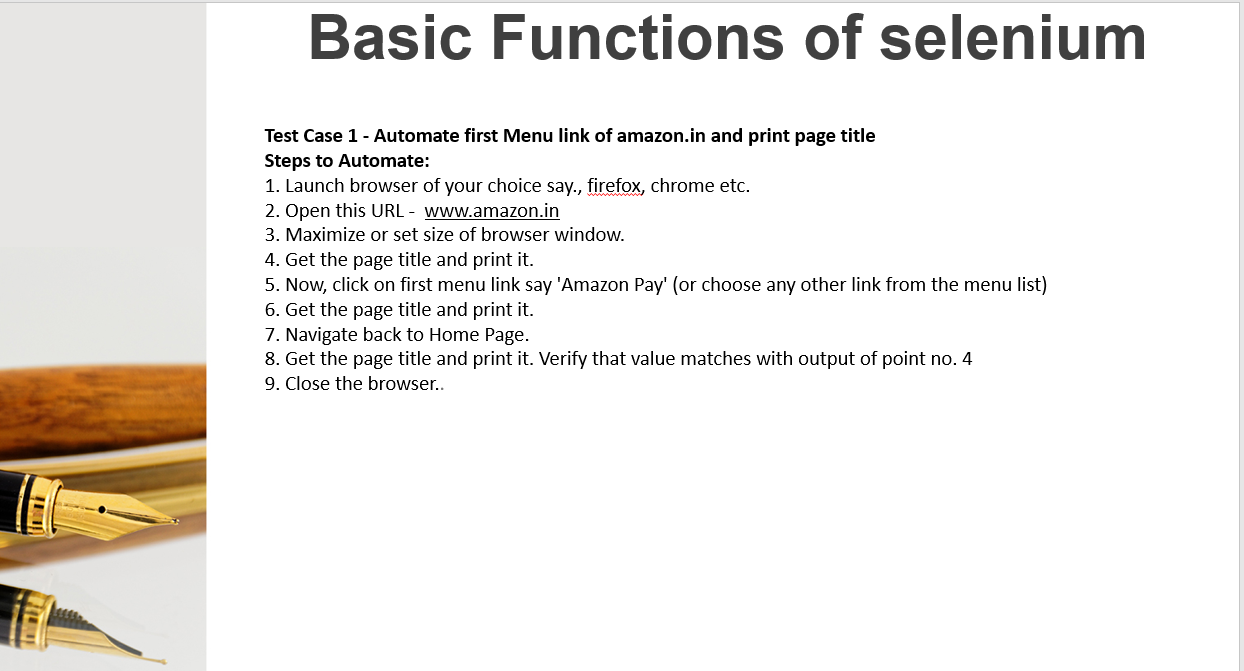 Basic Functions of selenium
Test Case 1 - Automate first Menu link of amazon.in and print page title
Steps to Automate:
1. Launch browser of your choice say., firefox, chrome etc.
2. Open this URL - www.amazon.in
3. Maximize or set size of browser window.
4. Get the page title and print it.
5. Now, click on first menu link say 'Amazon Pay' (or choose any other link from the menu list)
6. Get the page title and print it.
7. Navigate back to Home Page.
8. Get the page title and print it. Verify that value matches with output of point no. 4
9. Close the browser..